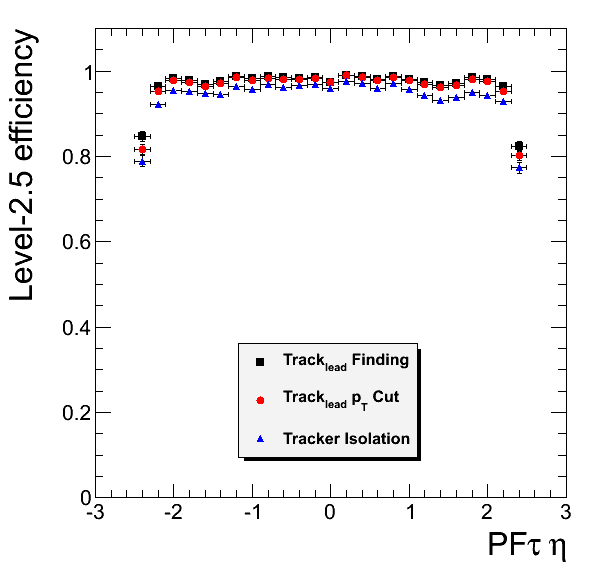 Level-2.5 efficiency
1
0.8
0.6
0.4
0.2
0
Track_lead Finding
Track_lead p_T Cut
Tracker Isolation
-3 -2 -1 0 1 2 3
PFτ η